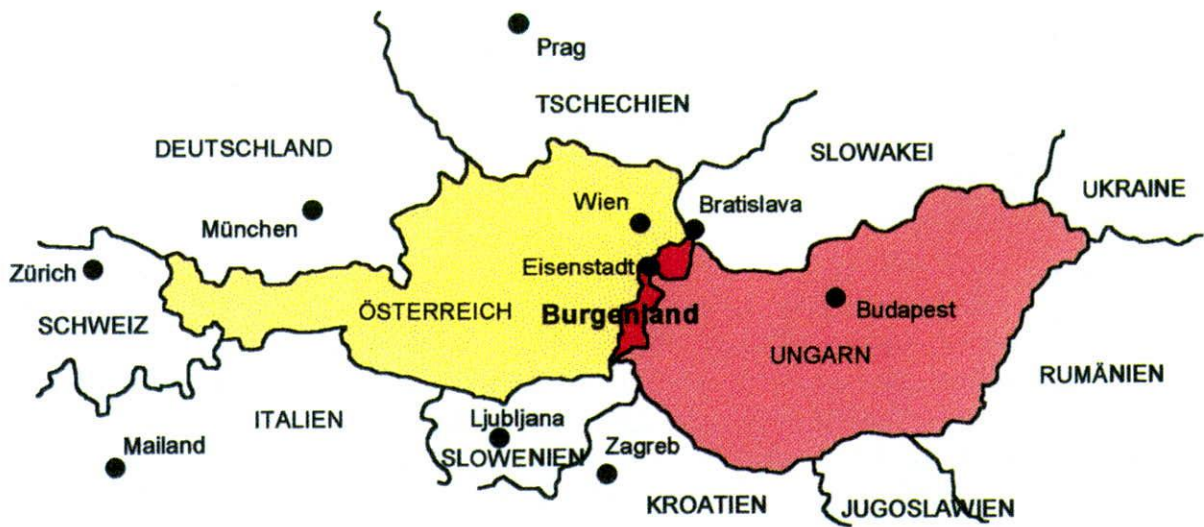 Prag
TSCHECHIEN
DEUTSCHLAND
SLOWAKEI
UKRAINE
München
Wien
Bratislava
Zürich
Eisenstadt
SCHWEIZ
ÖSTERREICH
Burgenland
Budapest
UNGARN
RUMÄNIEN
ITALIEN
Ljubljana
Mailand
SLOWENIEN
Zagreb
KROATIEN
JUGOSLAWIEN